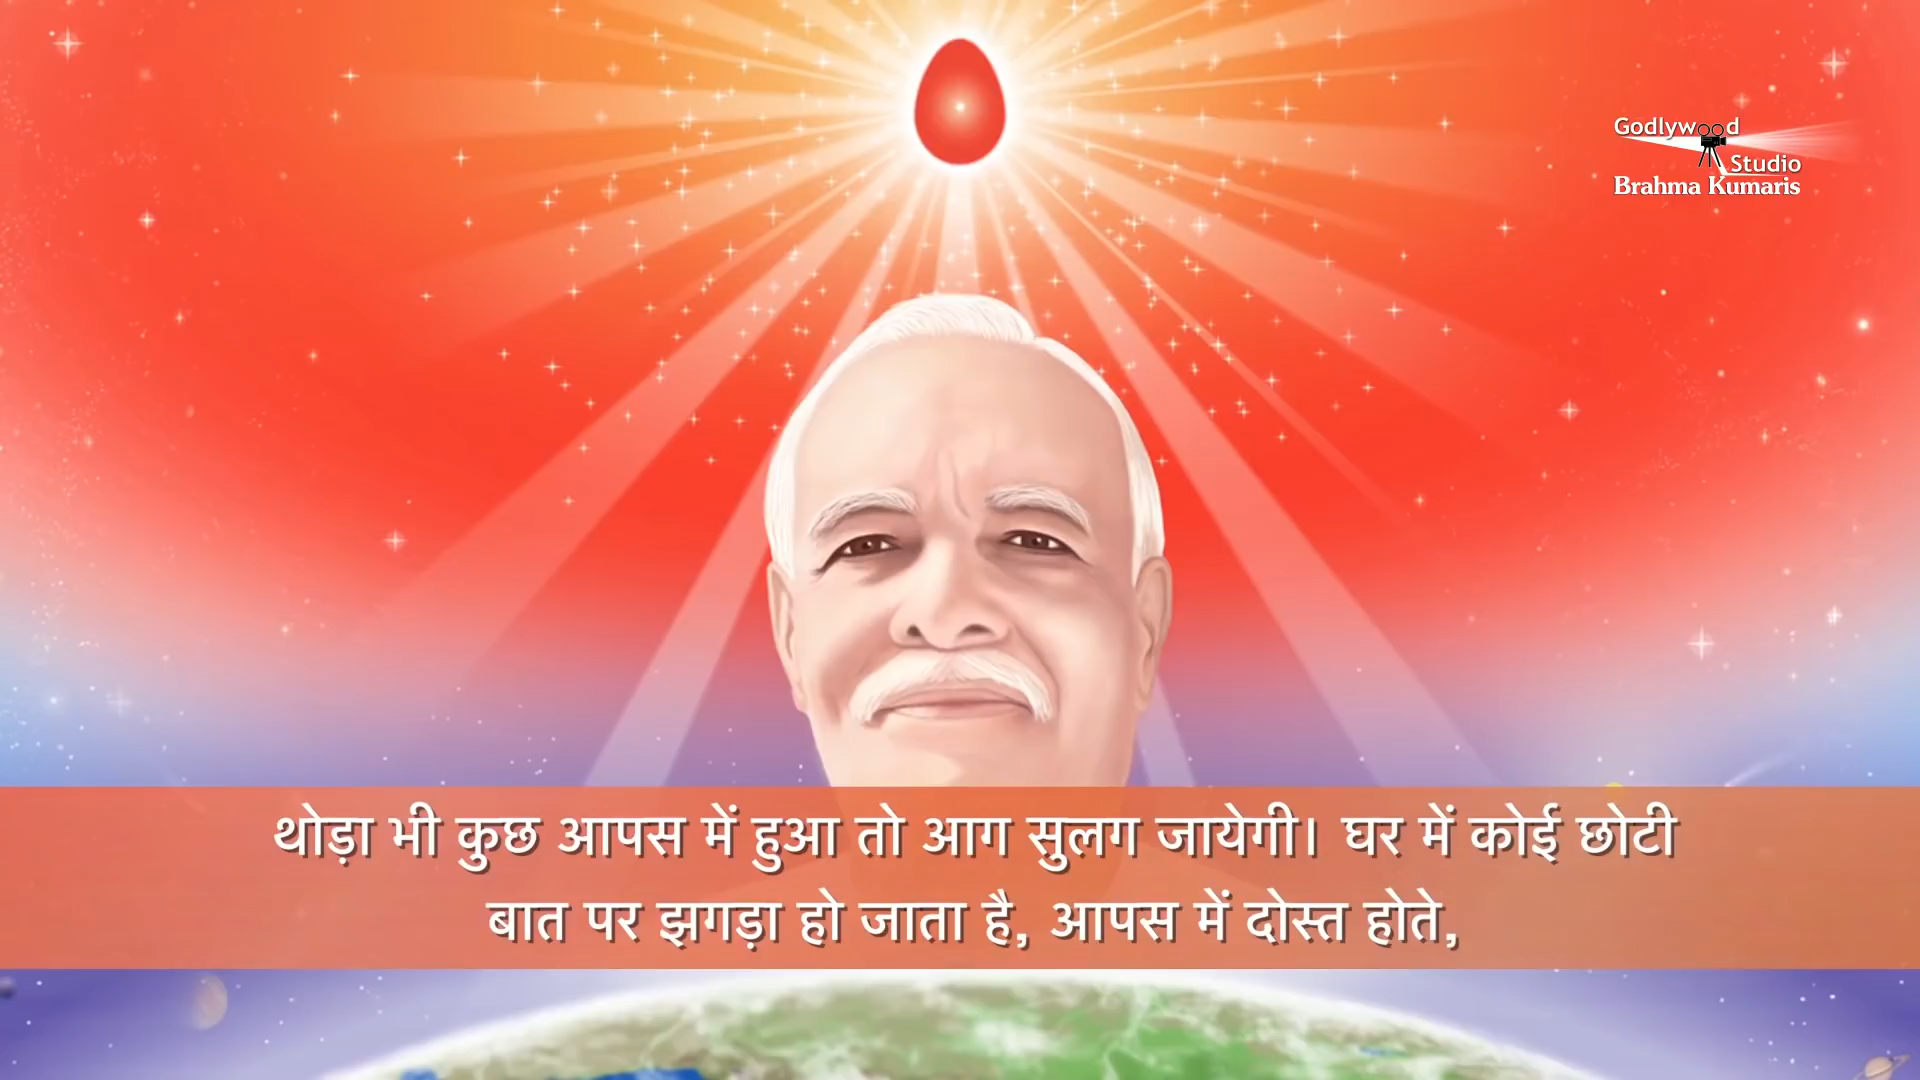 Godlywood
Studio
Brahma Kumaris
थोड़ा भी कुछ आपस में हुआ तो आग सुलग जायेगी। घर में कोई छोटी
बात पर झगड़ा हो जाता है, आपस में दोस्त होते,